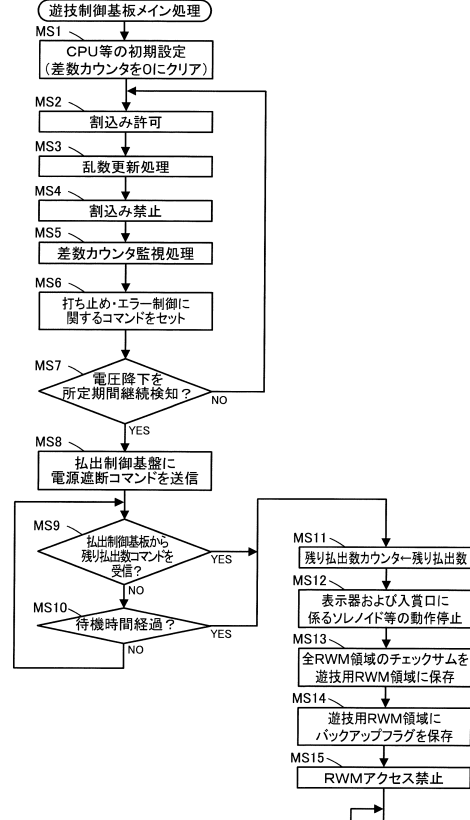 遊技制御基板メイン処理
MS1
CPU等の初期設定
(差数カウンタを0にクリア)
MS2
割込み許可
MS3
乱数更新処理
MS4
割込み禁止
MS5
差数カウンタ監視処理
MS6
打ち止め・エラー制御に
関するコマンドをセット
MS7
電圧降下を
所定期間継続検知?
NO
YES
MS8
払出制御基盤に
電源遮断コマンドを送信
MS9
払出制御基板から
残り払出数コマンドを
受信?
YES
NO
MS10
待機時間経過?
YES
NO
MS11
残り払出数カウンタ←残り払出数
MS12
表示器および入賞口に
係るソレノイド等の動作停止
MS13
全RWM領域のチェックサムを
遊技用RWM領域に保存
MS14
遊技用RWM領域に
バックアップフラグを保存
MS15
RWMアクセス禁止